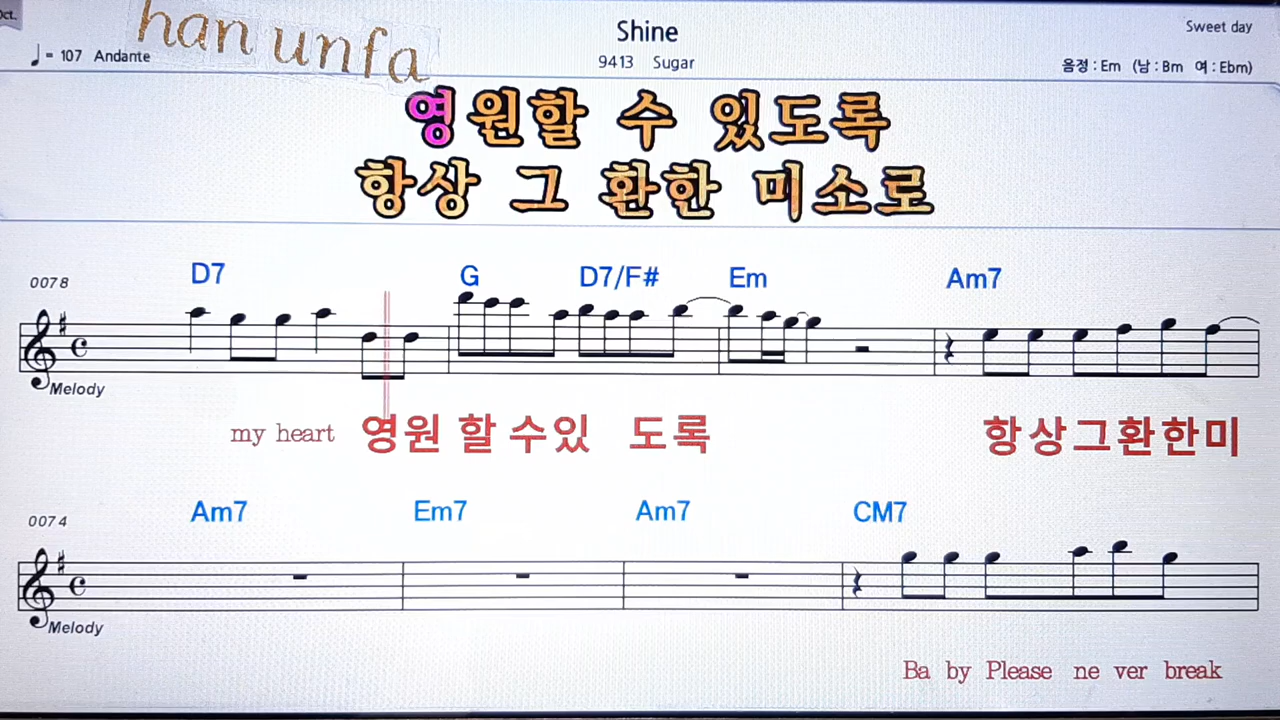 Oct.
han unfa
Shine
Sweet day
♩= 107 Andante
9413 Sugar
음정 : Em (남 : Bm 여 : Ebm)
영원할 수 있도록
항상 그 환한 미소로
0078
D7 G D7/F# Em Am7
Melody
my heart 영원 할 수있 도록 항상그환한미
0074
Am7 Em7 Am7 CM7
Melody
Ba by Please ne ver break